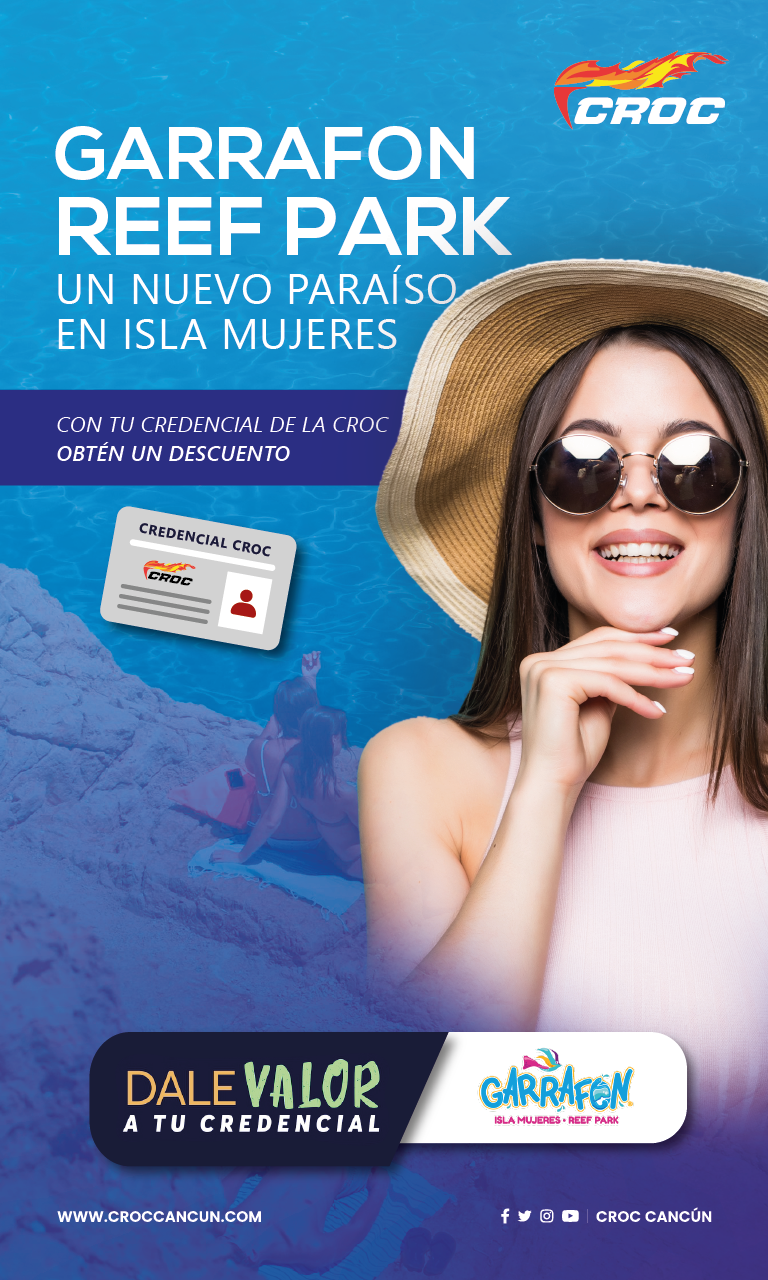 CROC
GARRAFON
REEF PARK
UN NUEVO PARAÍSO
EN ISLA MUJERES
CON TU CREDENCIAL DE LA CROC
OBTÉN UN DESCUENTO
CREDENCIAL CROC
CROC
DALE VALOR
A TU CREDENCIAL
GARRAFON
ISLA MUJERES • REEF PARK
WWW.CROCCANCUN.COM
CROC CANCÚN